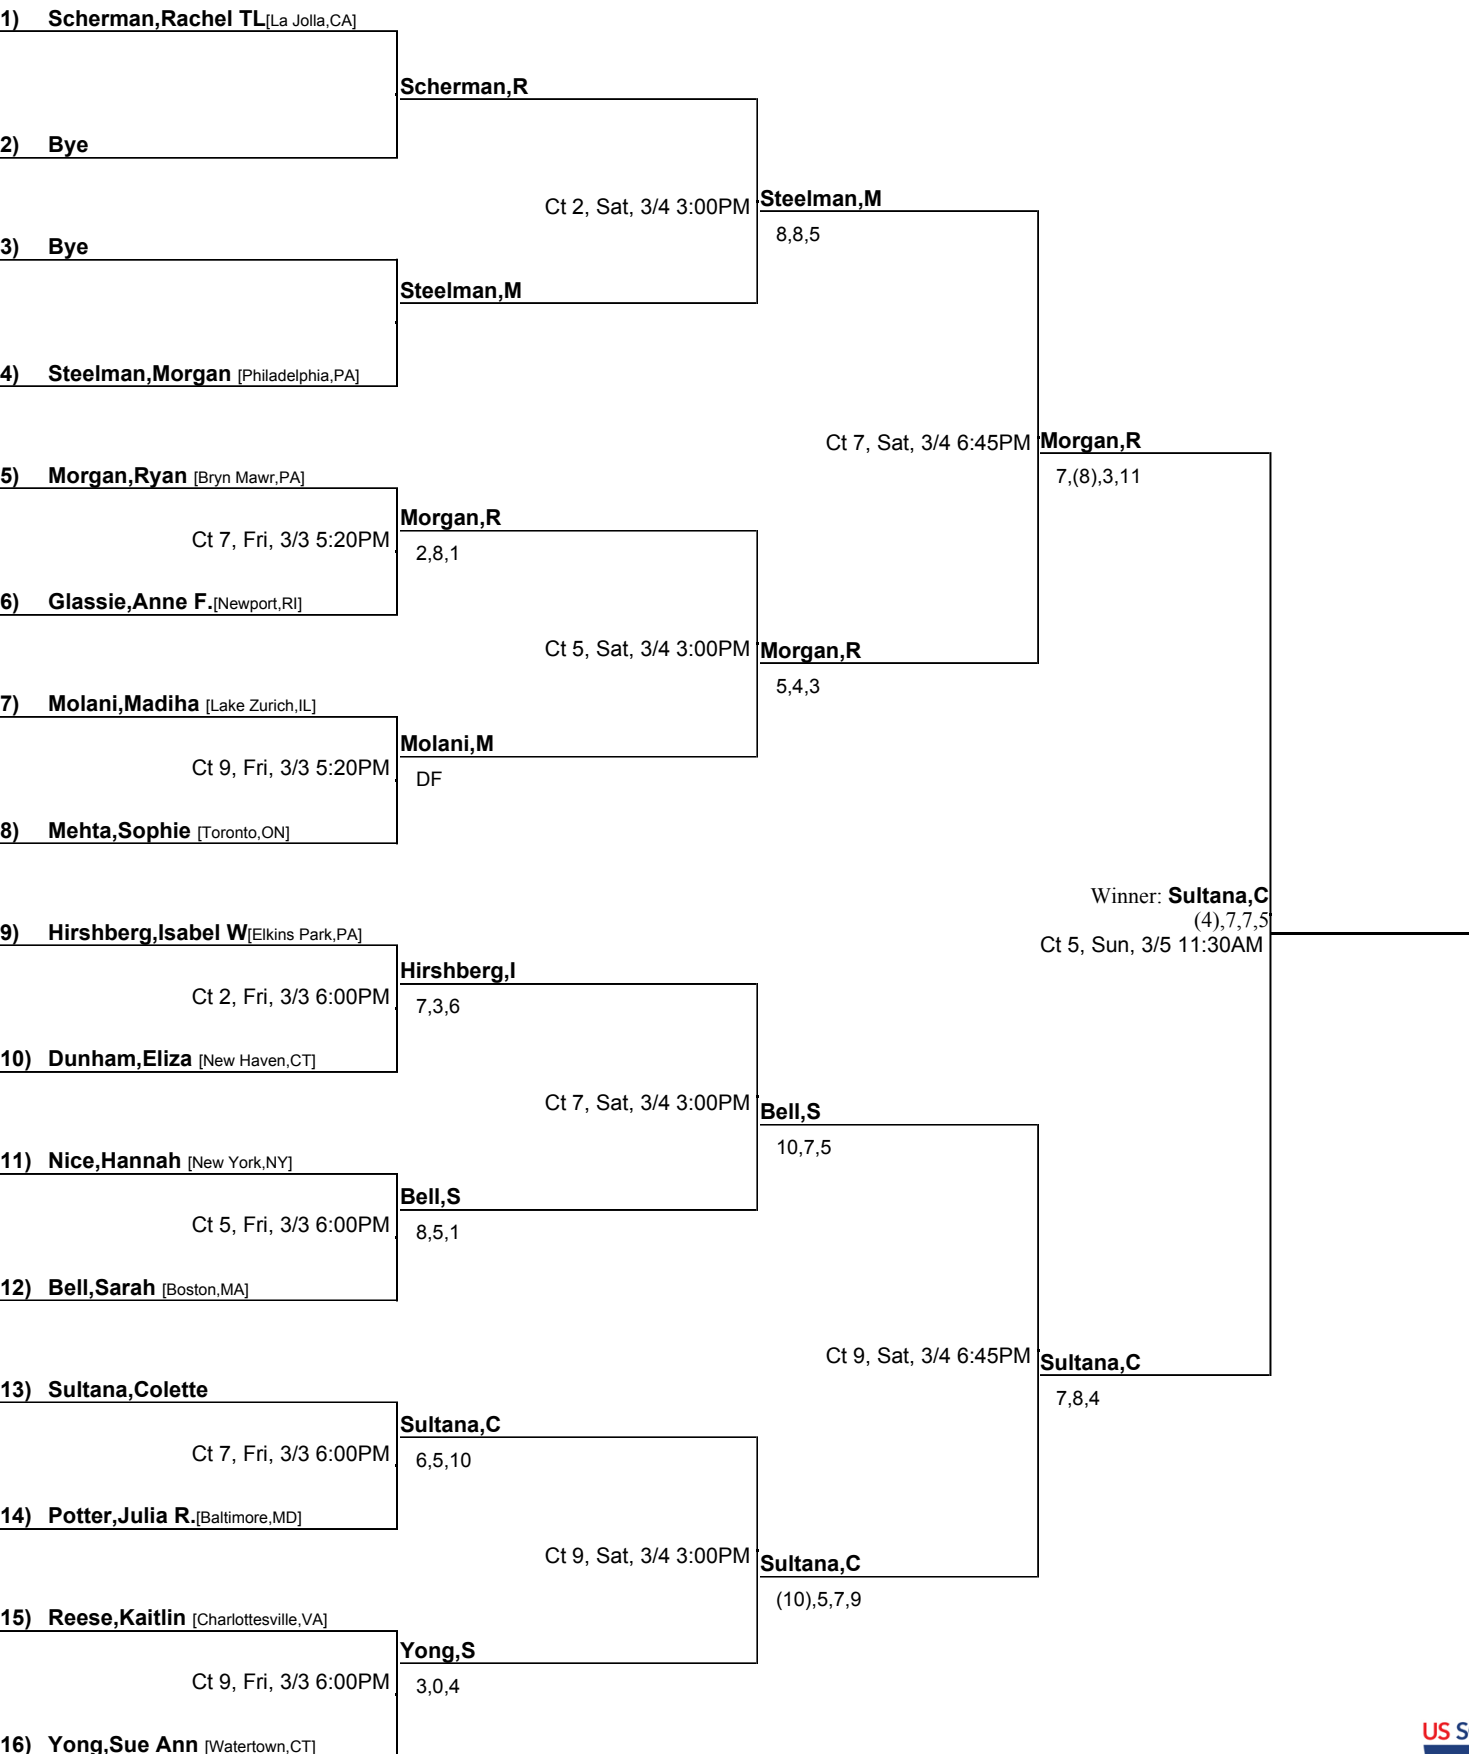 1) Scherman,Rachel TL[La Jolla,CA]
Scherman,R
2) Bye
Ct 2, Sat, 3/4 3:00PM Steelman,M
8,8,5
3) Bye
Steelman,M
4) Steelman,Morgan [Philadelphia,PA]
Ct 7, Sat, 3/4 6:45PM Morgan,R
7,(8),3,11
5) Morgan,Ryan [Bryn Mawr,PA]
Morgan,R
Ct 7, Fri, 3/3 5:20PM
2,8,1
6) Glassie,Anne F.[Newport,RI]
Ct 5, Sat, 3/4 3:00PM Morgan,R
5,4,3
7) Molani,Madiha [Lake Zurich,IL]
Molani,M
Ct 9, Fri, 3/3 5:20PM
DF
8) Mehta,Sophie [Toronto,ON]
Winner: Sultana,C
(4),7,7,5
Ct 5, Sun, 3/5 11:30AM
9) Hirshberg,Isabel W[Elkins Park,PA]
Hirshberg,I
Ct 2, Fri, 3/3 6:00PM
7,3,6
10) Dunham,Eliza [New Haven,CT]
Ct 7, Sat, 3/4 3:00PM Bell,S
10,7,5
11) Nice,Hannah [New York,NY]
Bell,S
Ct 5, Fri, 3/3 6:00PM
8,5,1
12) Bell,Sarah [Boston,MA]
Ct 9, Sat, 3/4 6:45PM Sultana,C
7,8,4
13) Sultana,Colette
Sultana,C
Ct 7, Fri, 3/3 6:00PM
6,5,10
14) Potter,Julia R.[Baltimore,MD]
Ct 9, Sat, 3/4 3:00PM Sultana,C
(10),5,7,9
15) Reese,Kaitlin [Charlottesville,VA]
Yong,S
Ct 9, Fri, 3/3 6:00PM
3,0,4
16) Yong,Sue Ann [Watertown,CT]
US